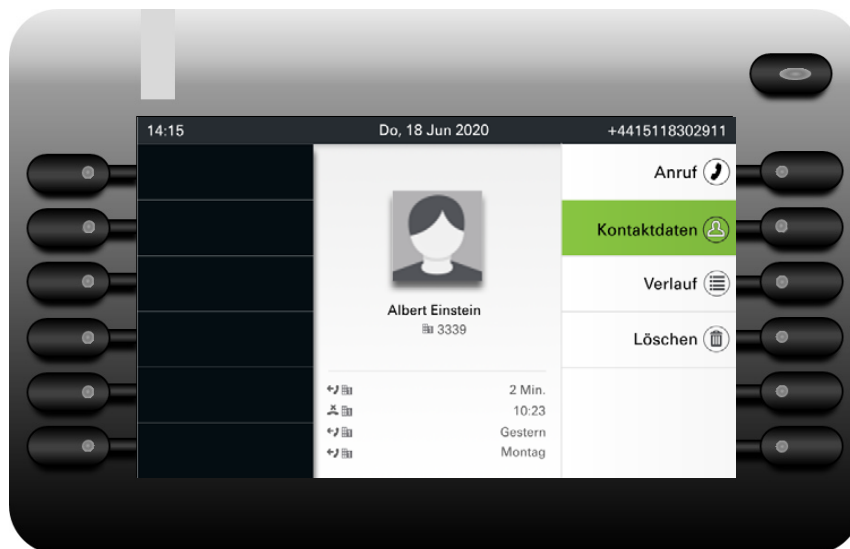 14:15 Do, 18 Jun 2020 +4415118302911
Anruf
Kontaktdaten
Verlauf
Löschen
Albert Einstein
3339
2 Min.
10:23
Gestern
Montag